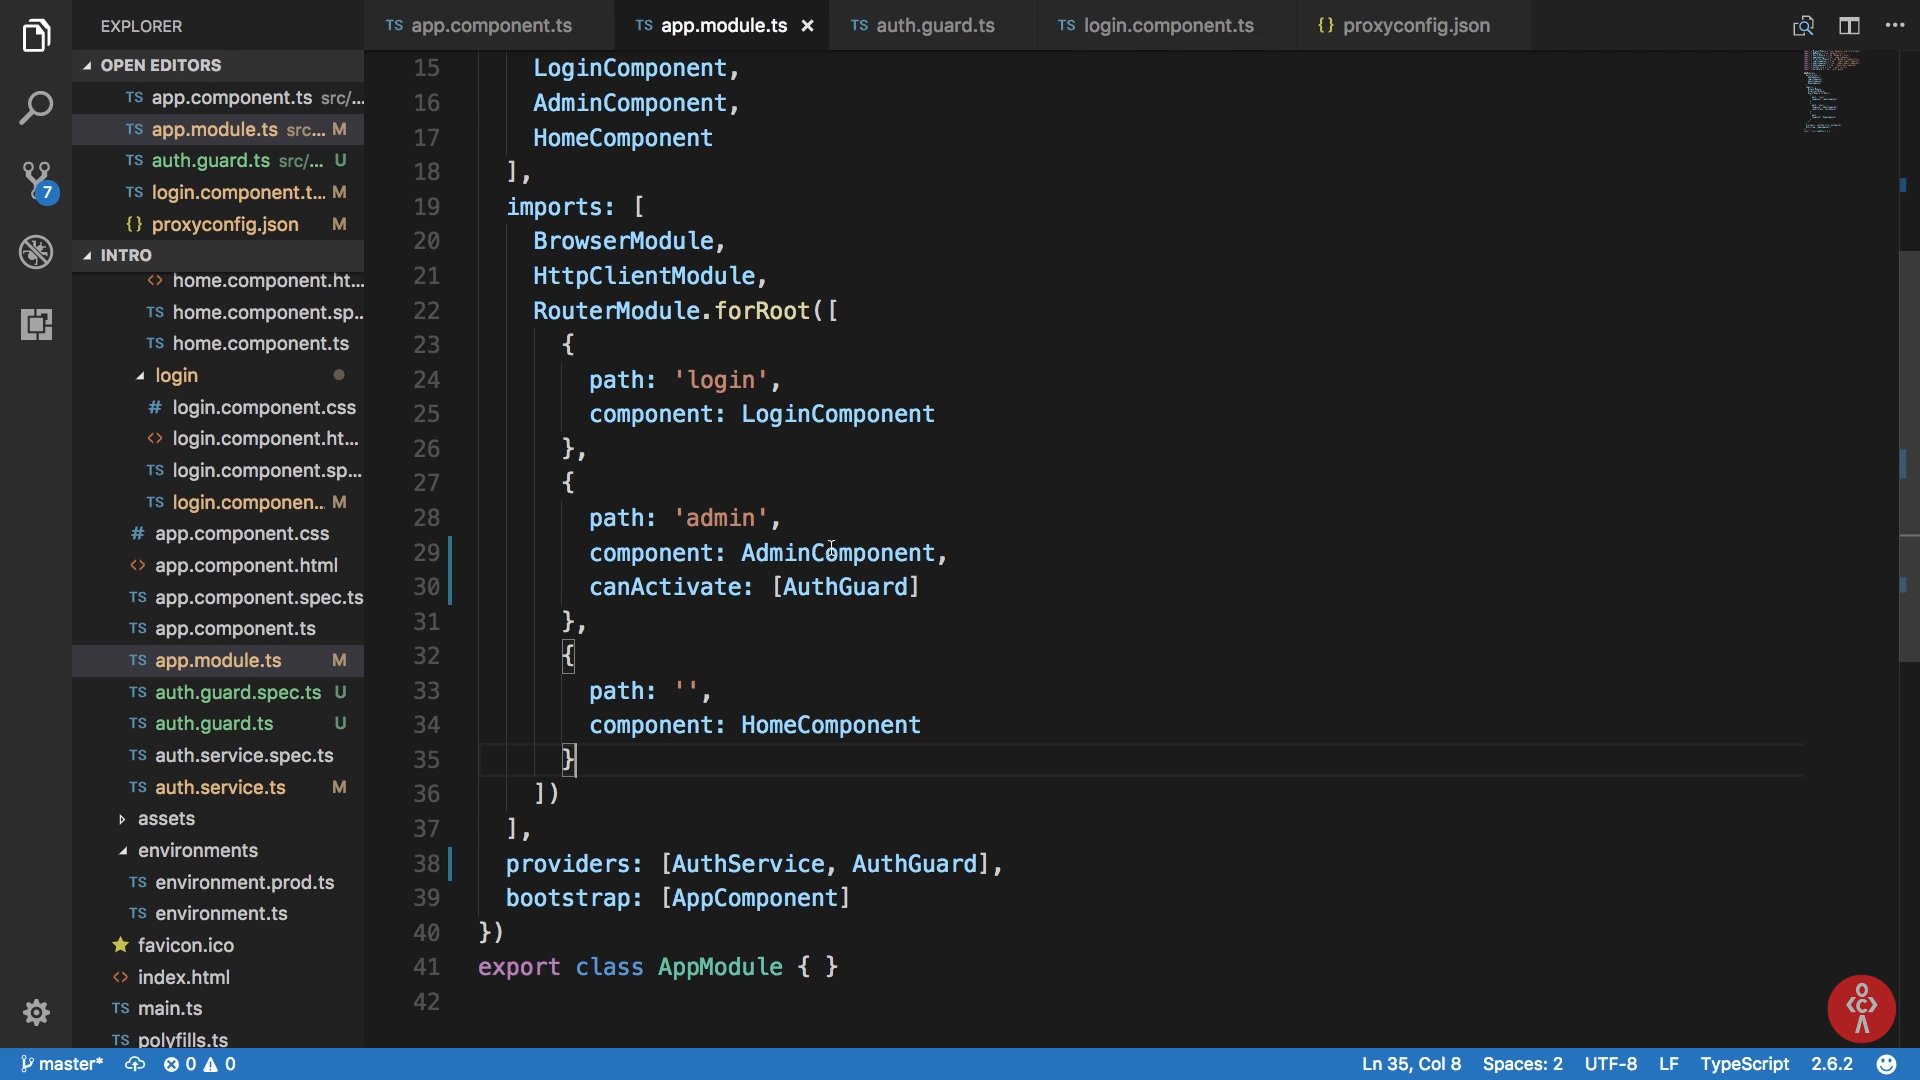 EXPLORER
TS app.component.ts
TS app.module.ts ×
TS auth.guard.ts
TS login.component.ts
{} proxyconfig.json
OPEN EDITORS
TS app.component.ts src/...
TS app.module.ts src... M
TS auth.guard.ts src/... U
TS login.component.t... M
{} proxyconfig.json M
INTRO
<> home.component.ht...
TS home.component.sp...
TS home.component.ts
login
# login.component.css
<> login.component.ht...
TS login.component.sp...
TS login.componen... M
# app.component.css
<> app.component.html
TS app.component.spec.ts
TS app.component.ts
TS app.module.ts M
TS auth.guard.spec.ts U
TS auth.guard.ts U
TS auth.service.spec.ts
TS auth.service.ts M
assets
environments
TS environment.prod.ts
TS environment.ts
favicon.ico
<> index.html
TS main.ts
TS polyfills.ts
7
15 LoginComponent,
16 AdminComponent,
17 HomeComponent
18 ],
19 imports: [
20 BrowserModule,
21 HttpClientModule,
22 RouterModule.forRoot([
23 {
24 path: 'login',
25 component: LoginComponent
26 },
27 {
28 path: 'admin',
29 component: AdminComponent,
30 canActivate: [AuthGuard]
31 },
32 {
33 path: '',
34 component: HomeComponent
35 }
36 ])
37 ],
38 providers: [AuthService, AuthGuard],
39 bootstrap: [AppComponent]
40 })
41 export class AppModule { }
42
<C>
master* 0 0
Ln 35, Col 8 Spaces: 2 UTF-8 LF TypeScript 2.6.2